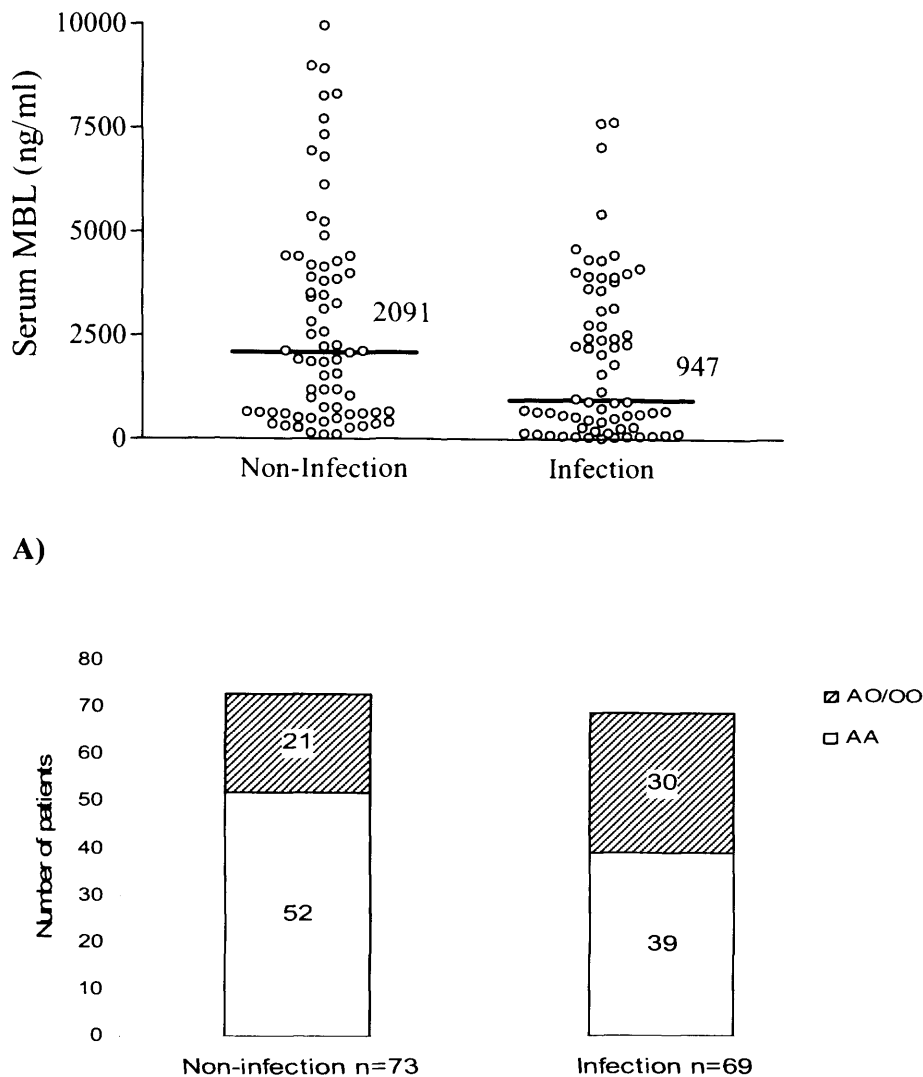 10000
7500
5000
2500
0
Serum MBL (ng/ml)
2091
947
Non-Infection
Infection
A)
80
70
60
50
40
30
20
10
0
Number of patients
21
52
30
39
AO/OO
AA
Non-infection n=73
Infection n=69